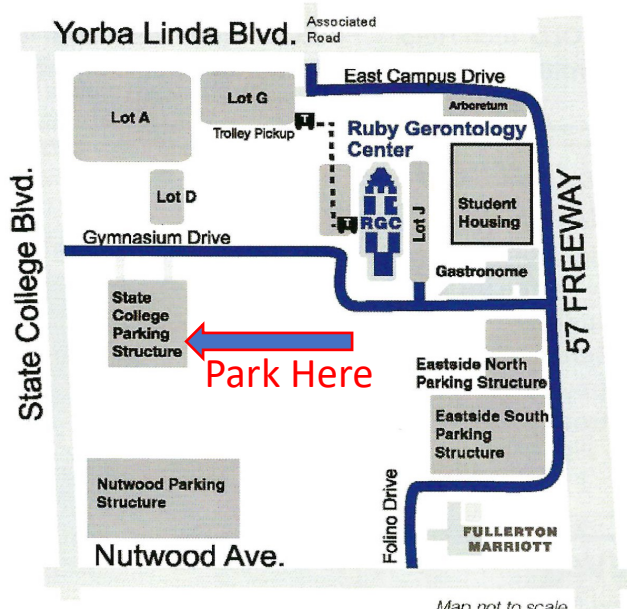 Associated
Road
Yorba Linda Blvd.
East Campus Drive
Lot A
Lot G
Arboretum
T
Trolley Pickup
Ruby Gerontology
Center
Lot D
Student
Housing
T
RGC
Lot J
Gymnasium Drive
Gastronome
State College Blvd.
57 FREEWAY
State
College
Parking
Structure
Park Here
Eastside North
Parking Structure
Eastside South
Parking
Structure
Nutwood Parking
Structure
Folino Drive
FULLERTON
MARRIOTT
Nutwood Ave.
Map not to scale